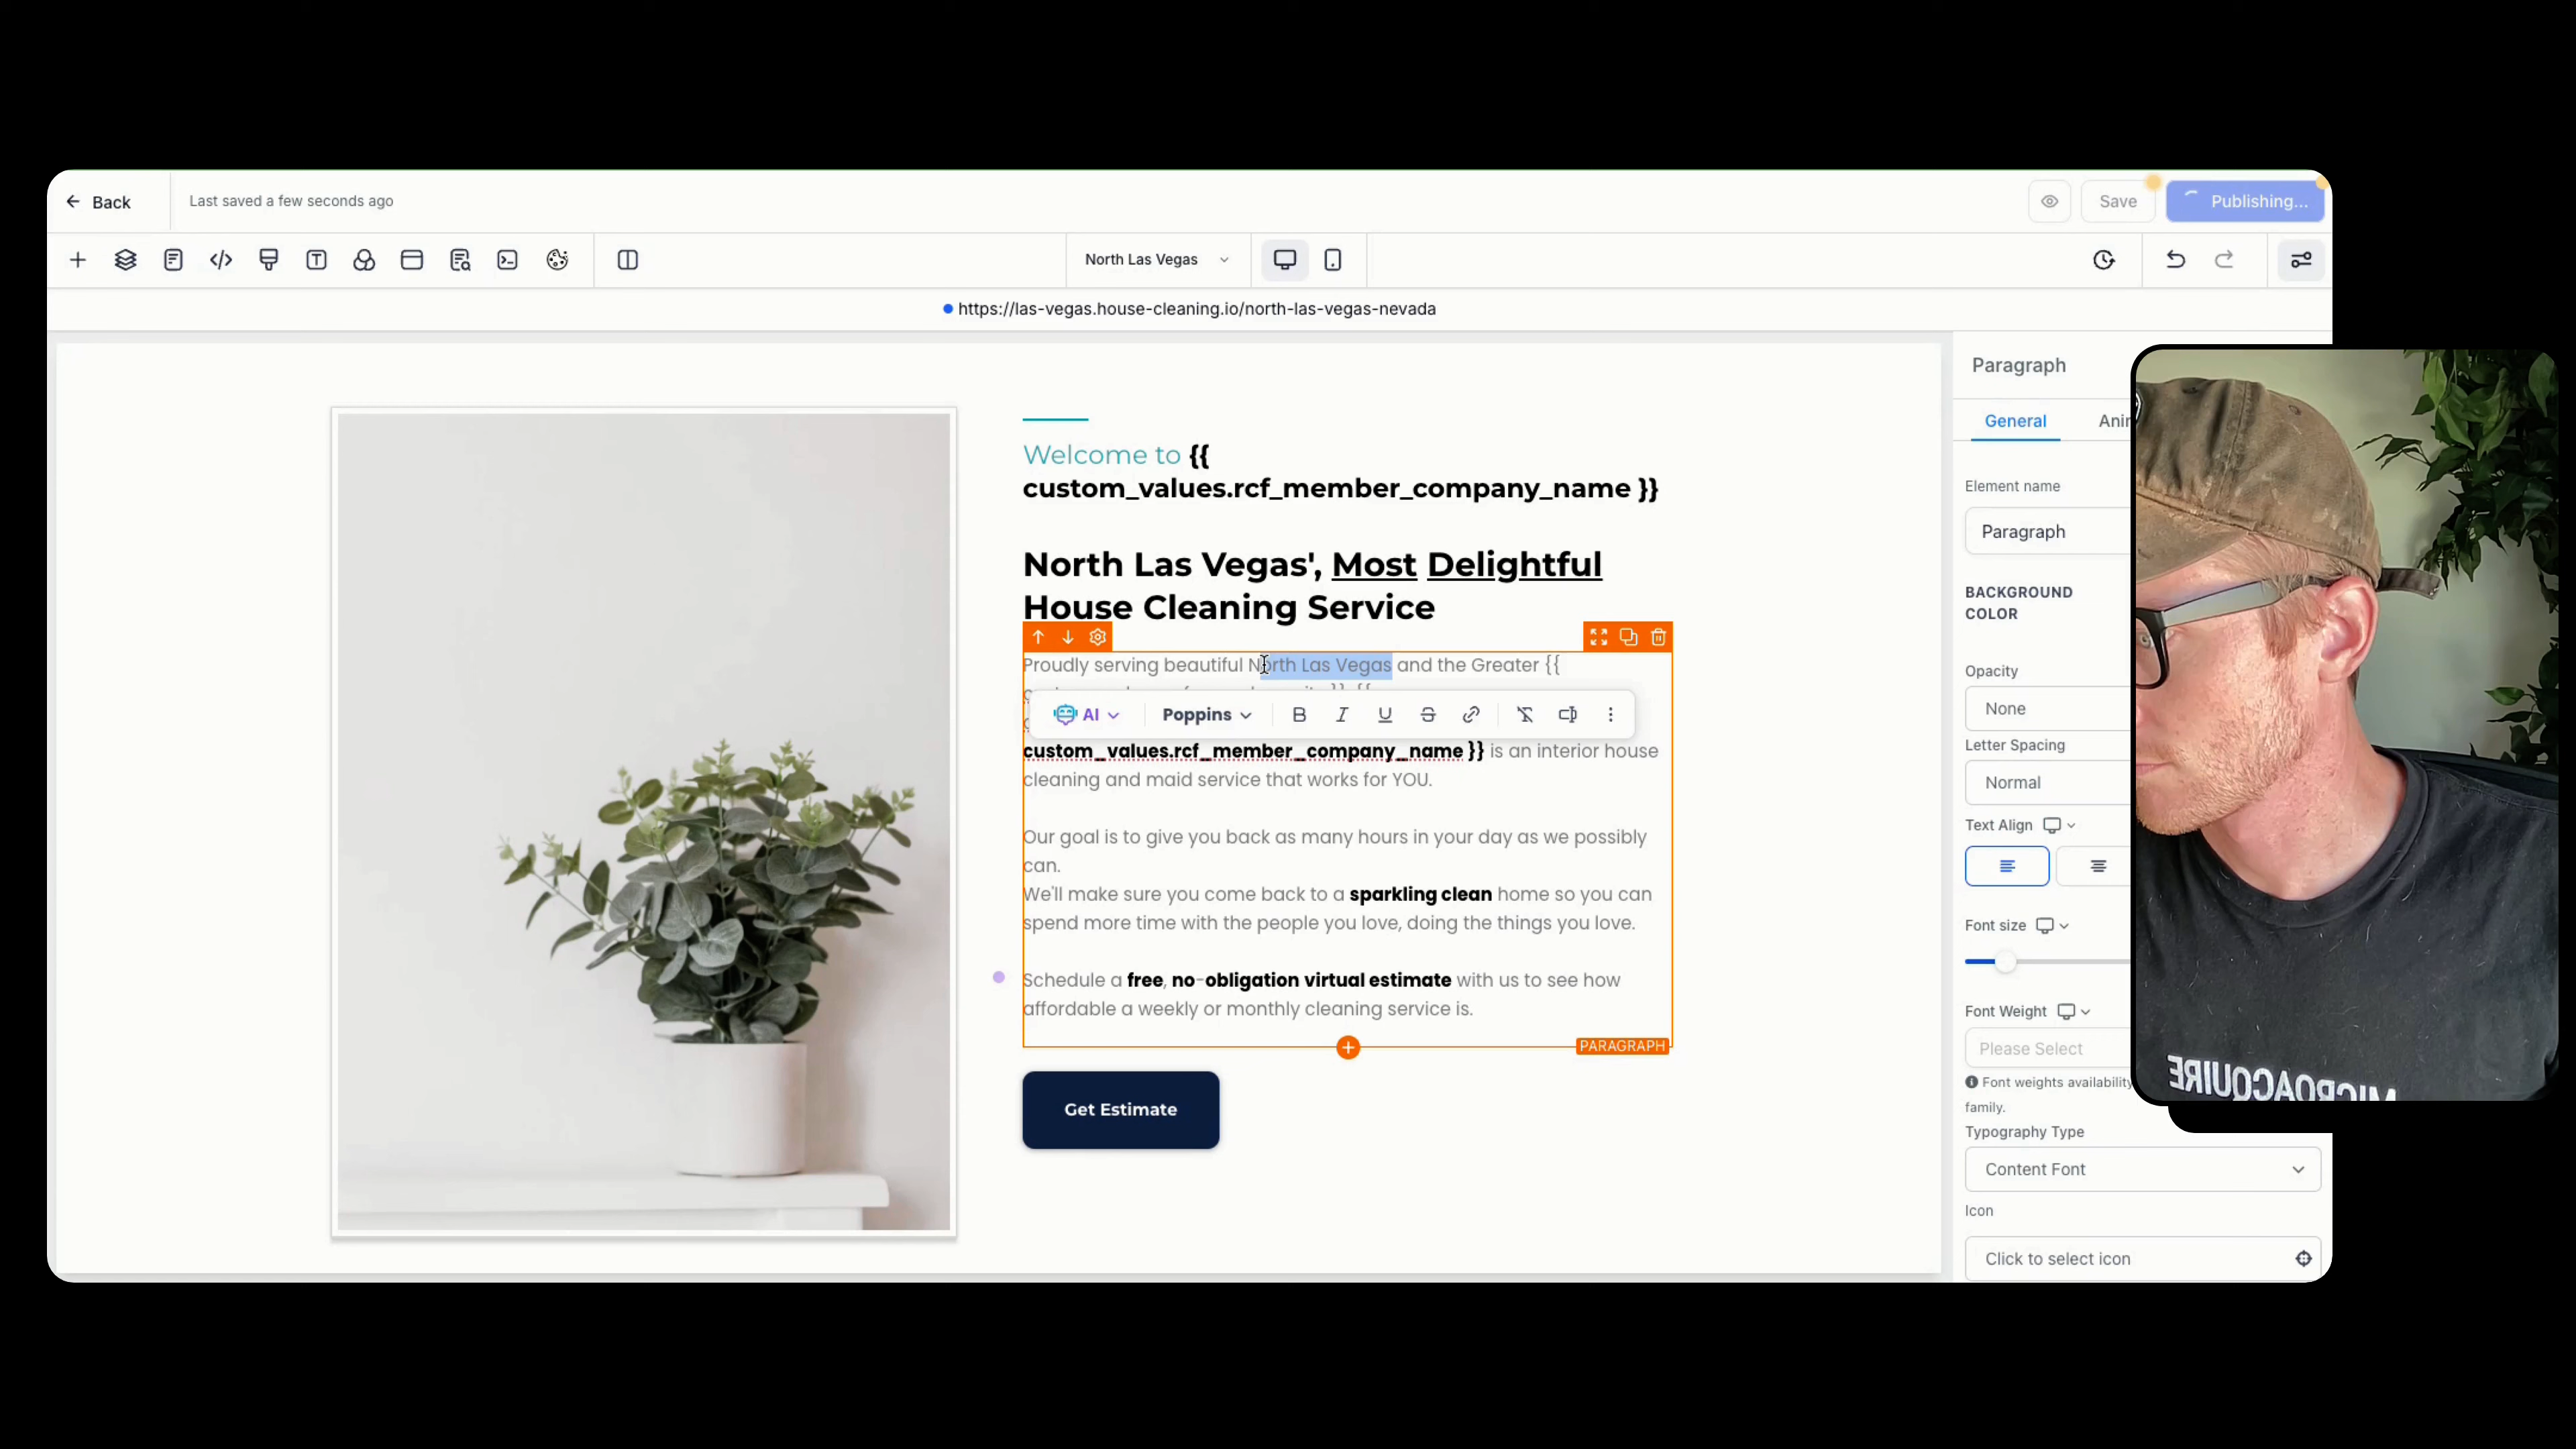 Back
Last saved a few seconds ago
Save
Publishing...
North Las Vegas
https://las-vegas.house-cleaning.io/north-las-vegas-nevada
Welcome to {{
custom_values.rcf_member_company_name }}
North Las Vegas', Most Delightful
House Cleaning Service
Proudly serving beautiful North Las Vegas and the Greater {{
AI
Poppins
custom_values.rcf_member_company_name }} is an interior house
cleaning and maid service that works for YOU.
Our goal is to give you back as many hours in your day as we possibly
can.
We'll make sure you come back to a sparkling clean home so you can
spend more time with the people you love, doing the things you love.
Schedule a free, no-obligation virtual estimate with us to see how
affordable a weekly or monthly cleaning service is.
PARAGRAPH
Get Estimate
Paragraph
General
Element name
Paragraph
BACKGROUND
COLOR
Opacity
None
Letter Spacing
Normal
Text Align
Font size
Font Weight
Please Select
Font weights availability
family.
Typography Type
Content Font
Icon
Click to select icon
MICROACQUIRE